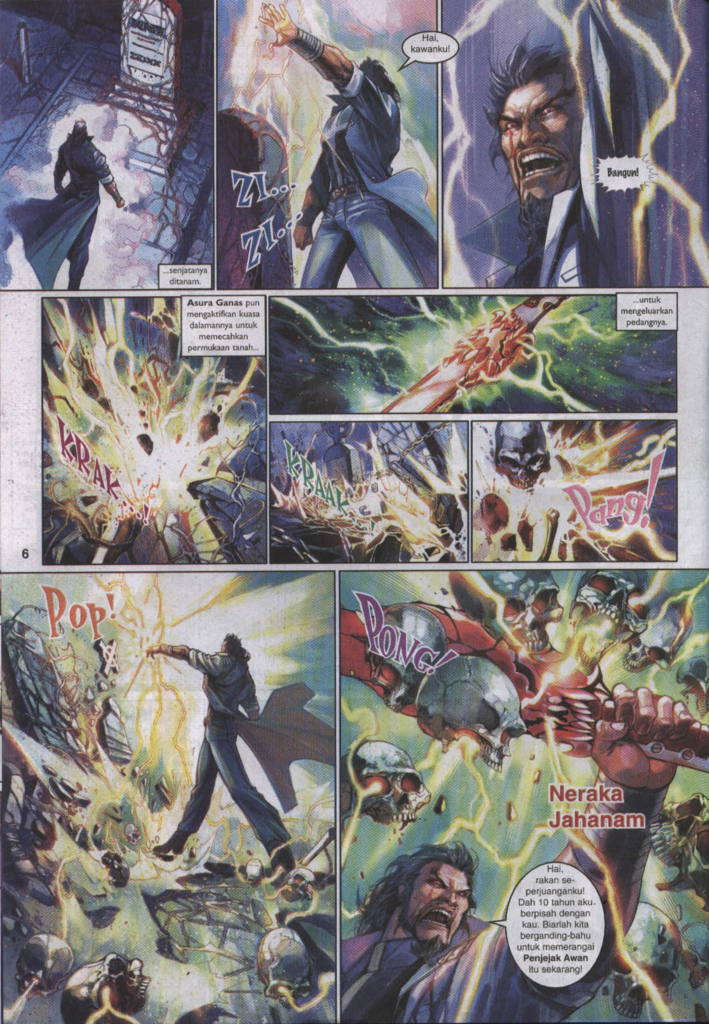 ...senjatanya
ditanam.
Hai,
kawanku!
ZI...
ZI...
Bangun!
Asura Ganas pun
mengaktifkan kuasa
dalamannya untuk
memecahkan
permukaan tanah...
KRAK
...!
...untuk
mengeluarkan
pedangnya.
KRAAK
Pang!
6
Pop!
PONG!
Neraka
Jahanam
Hai,
rakan se-
perjuanganku!
Dah 10 tahun aku
berpisah dengan
kau. Biarlah kita
berganding-bahu
untuk memerangi
Penjejak Awan
itu sekarang!